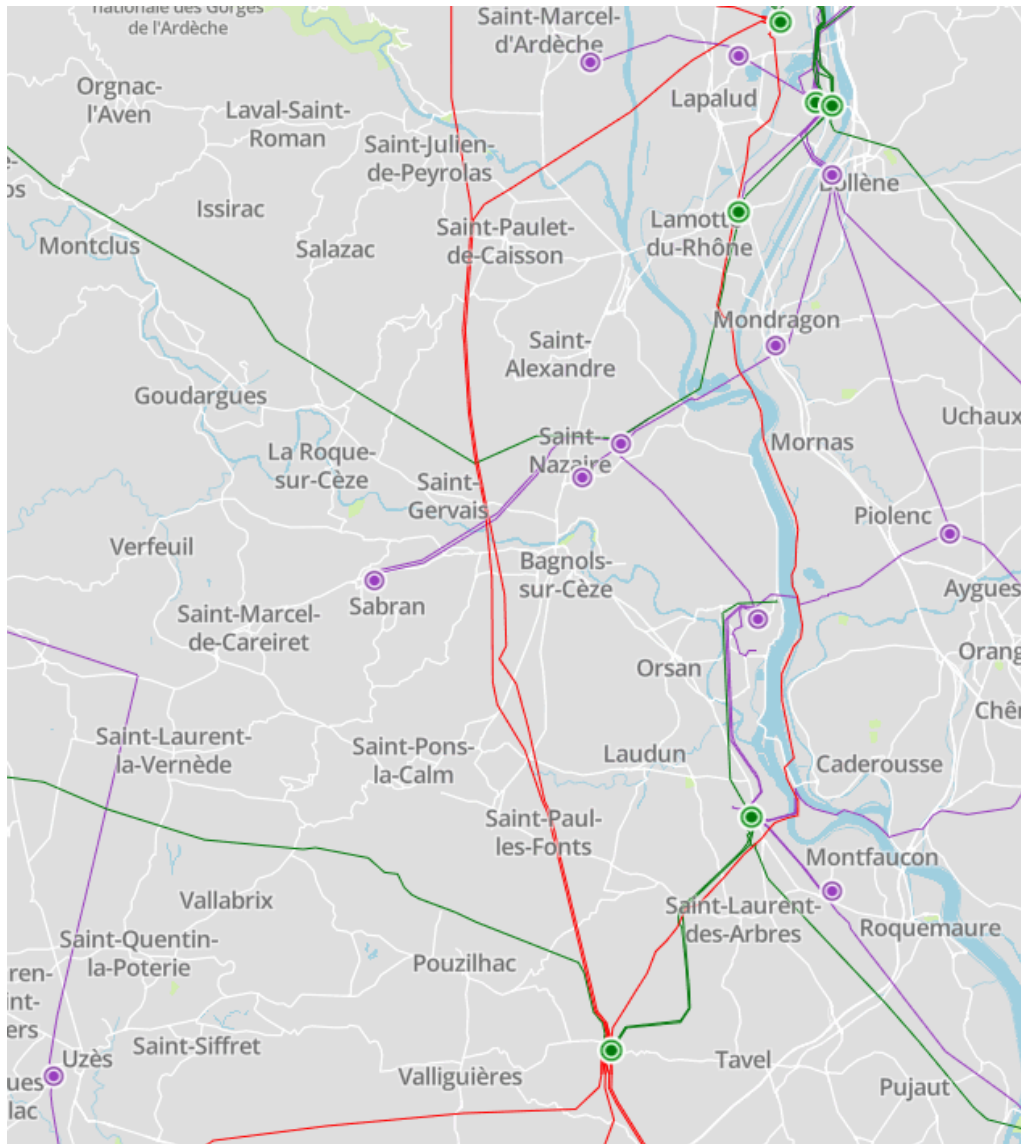 nationale des Gorges
de l'Ardèche
Saint-Marcel-
d'Ardèche
Orgnac-
l'Aven
Laval-Saint-
Roman
Lapalud
Saint-Julien-
de-Peyrolas
Bollène
Issirac
Montclus
Salazac
Saint-Paulet-
de-Caisson
Lamotte-
du-Rhône
Mondragon
Saint-
Alexandre
Goudargues
Uchaux
La Roque-
sur-Cèze
Saint-
Nazaire
Mornas
Saint-
Gervais
Piolenc
Verfeuil
Bagnols-
sur-Cèze
Sabran
Saint-Marcel-
de-Careiret
Aygues
Orsan
Orang
Chên
Saint-Laurent-
la-Vernède
Saint-Pons-
la-Calm
Laudun
Caderousse
Saint-Paul-
les-Fonts
Montfaucon
Vallabrix
Saint-Laurent-
des-Arbres
Roquemaure
Saint-Quentin-
la-Poterie
Pouzilhac
Uzès
Saint-Siffret
Valliguières
Tavel
Pujaut